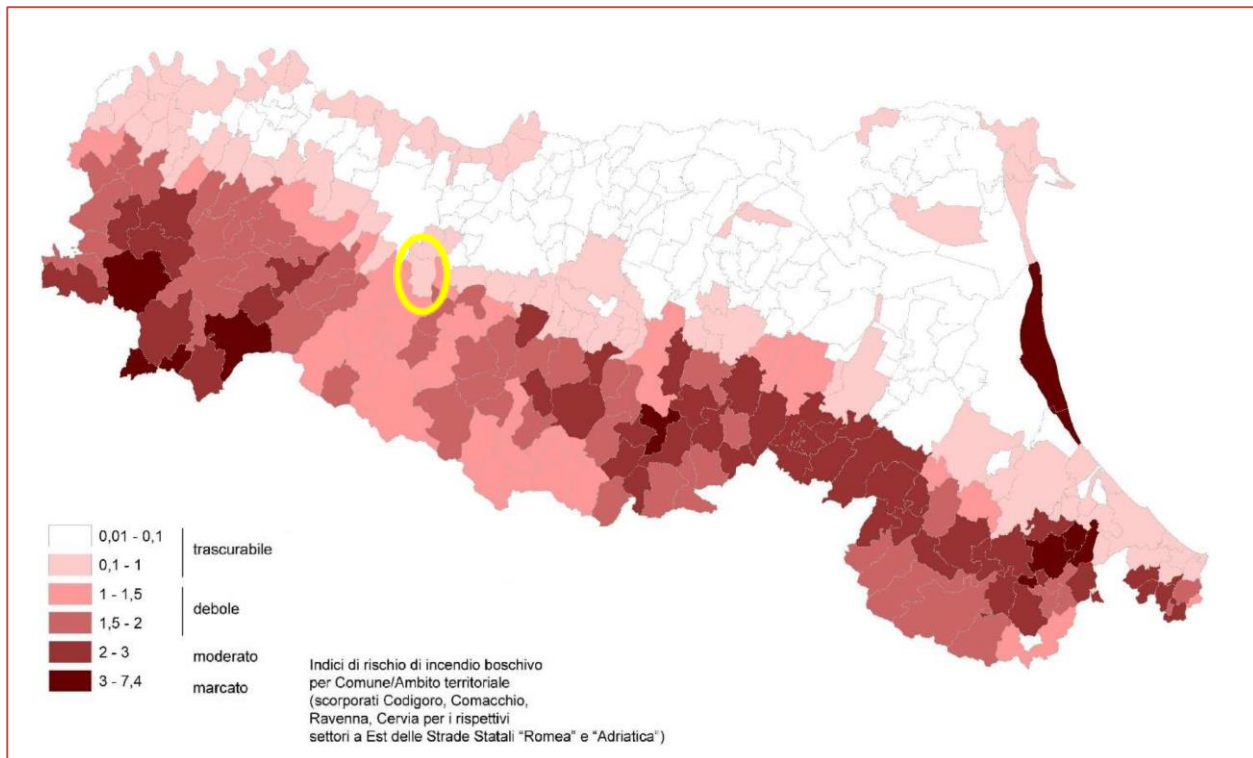 0,01 - 0,1
trascurabile
0,1 - 1
1 - 1,5
debole
1,5 - 2
2 - 3
moderato
3 - 7,4
marcato
Indici di rischio di incendio boschivo
per Comune/Ambito territoriale
(scorporati Codigoro, Comacchio,
Ravenna, Cervia per i rispettivi
settori a Est delle Strade Statali "Romea" e "Adriatica")